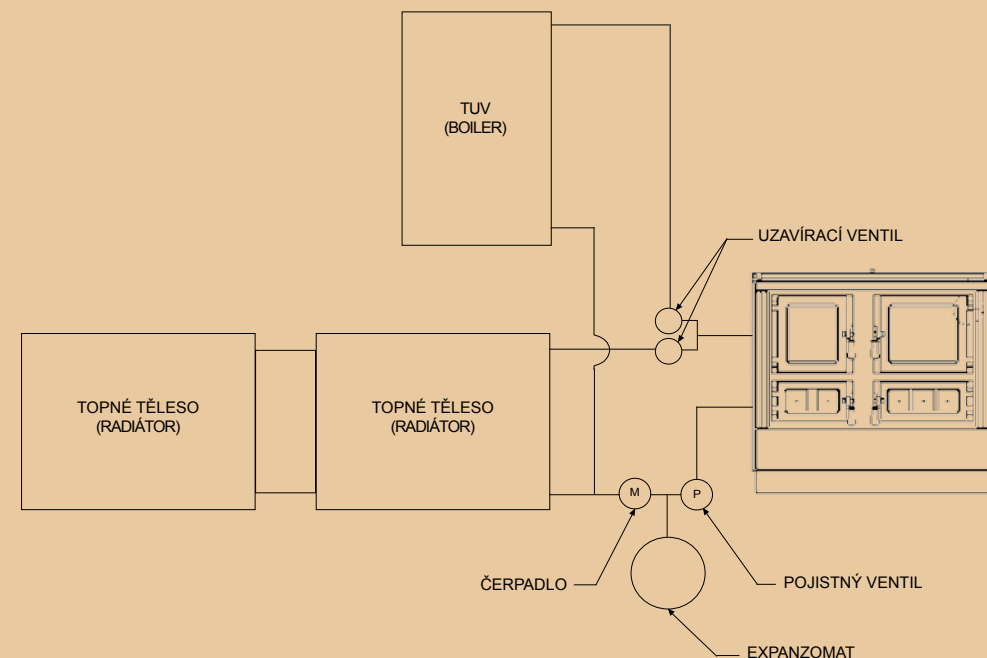 TUV
(BOILER)
UZAVÍRACÍ VENTIL
TOPNÉ TĚLESO
(RADIÁTOR)
TOPNÉ TĚLESO
(RADIÁTOR)
M
P
ČERPADLO
POJISTNÝ VENTIL
EXPANZOMAT